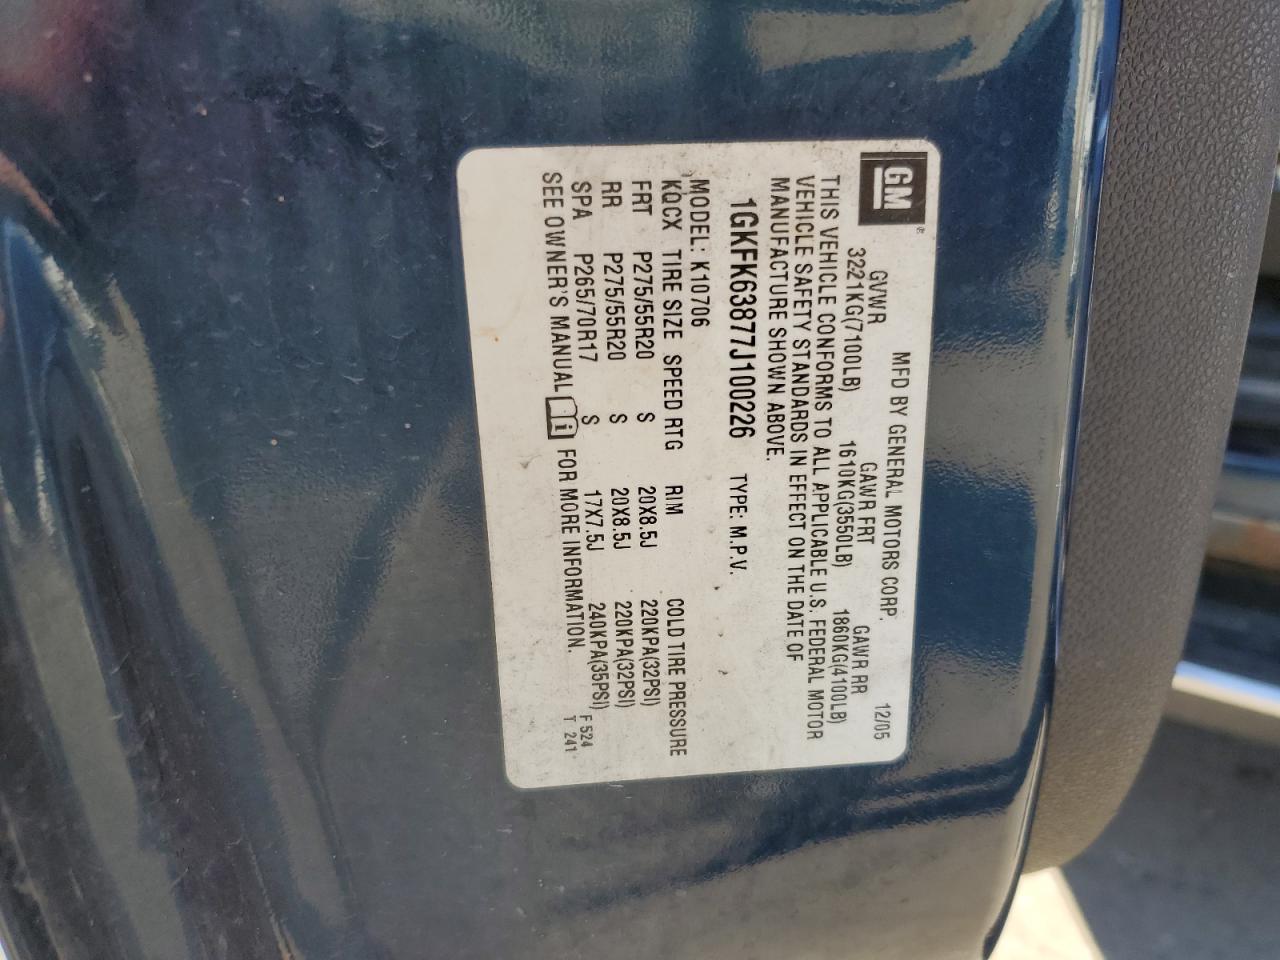 GM®
MFD BY GENERAL MOTORS CORP. 12/05
GVWR GAWR FRT GAWR RR
3221KG(7100LB) 1610KG(3550LB) 1860KG(4100LB)
THIS VEHICLE CONFORMS TO ALL APPLICABLE U.S. FEDERAL MOTOR
VEHICLE SAFETY STANDARDS IN EFFECT ON THE DATE OF
MANUFACTURE SHOWN ABOVE.
1GKFK63877J100226 TYPE: M.P.V.
MODEL: K10706
KQCX TIRE SIZE SPEED RTG RIM COLD TIRE PRESSURE
FRT P275/55R20 S 20X8.5J 220KPA(32PSI)
RR P275/55R20 S 20X8.5J 220KPA(32PSI)
SPA P265/70R17 S 17X7.5J 240KPA(35PSI) F 524
SEE OWNER'S MANUAL i FOR MORE INFORMATION. T 241